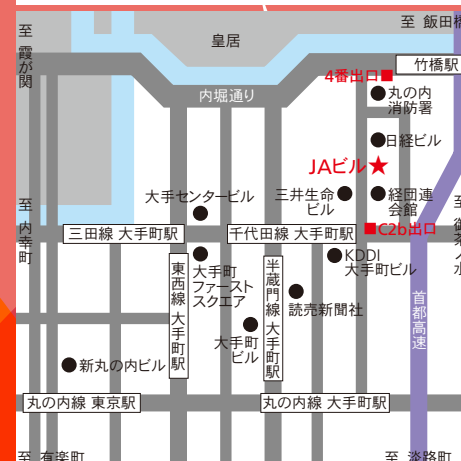 至 飯田橋
至 霞が関
皇居
竹橋駅
4番出口
内堀通り
丸の内
消防署
日経ビル
JAビル★
大手センタービル
三井生命
ビル
経団連
会館
至 内幸町
至 御茶ノ水
三田線 大手町駅
千代田線 大手町駅
C2b出口
東西線 大手町駅
大手町
ファースト
スクエア
半蔵門線 大手町駅
KDDI
大手町ビル
読売新聞社
首都高速
大手町
ビル
新丸の内ビル
丸の内線 東京駅
丸の内線 大手町駅
至 有楽町
至 淡路町